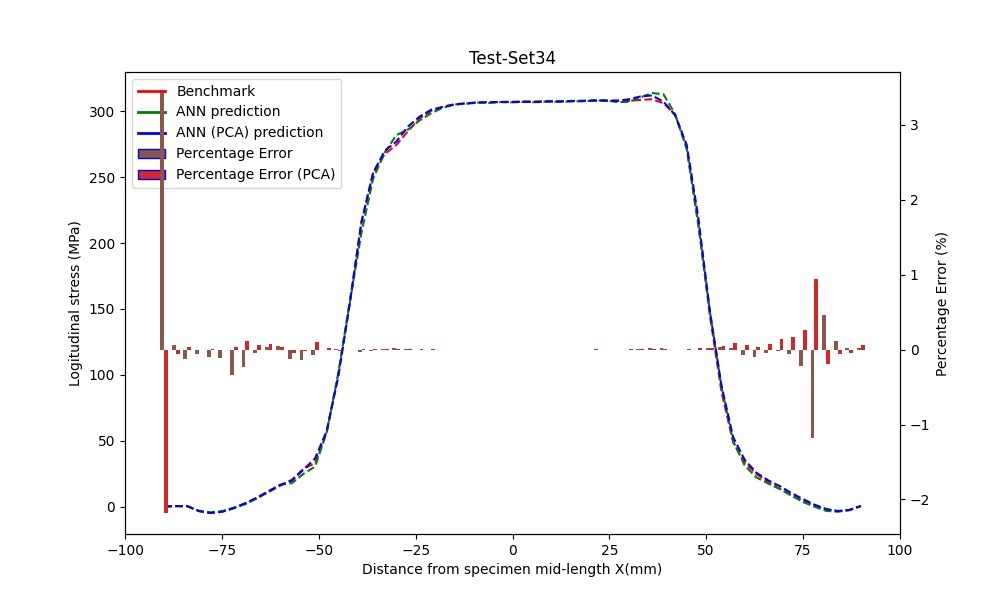 Test-Set34
Benchmark
ANN prediction
ANN (PCA) prediction
Percentage Error
Percentage Error (PCA)
Logitudinal stress (MPa)
300
250
200
150
100
50
0
3
2
1
0
−1
−2
Percentage Error (%)
−100 −75 −50 −25 0 25 50 75 100
Distance from specimen mid-length X(mm)